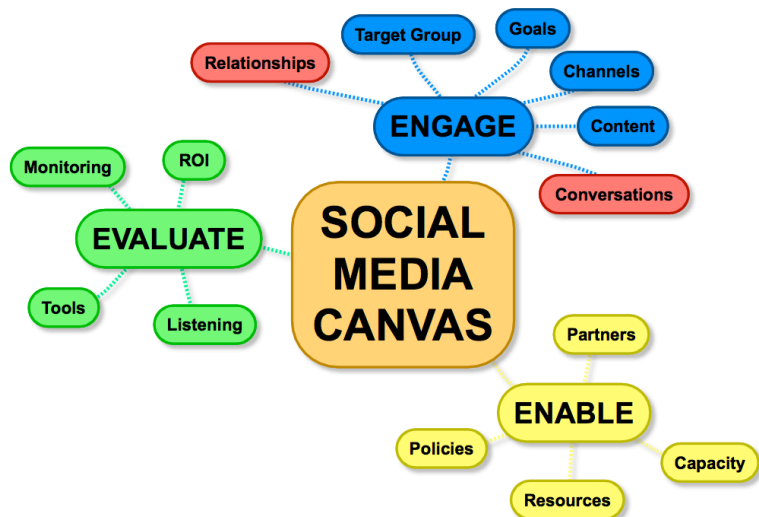 Goals
Target Group
Relationships
Channels
ENGAGE
Content
Conversations
ROI
Monitoring
EVALUATE
Tools
Listening
SOCIAL
MEDIA
CANVAS
Partners
ENABLE
Policies
Capacity
Resources